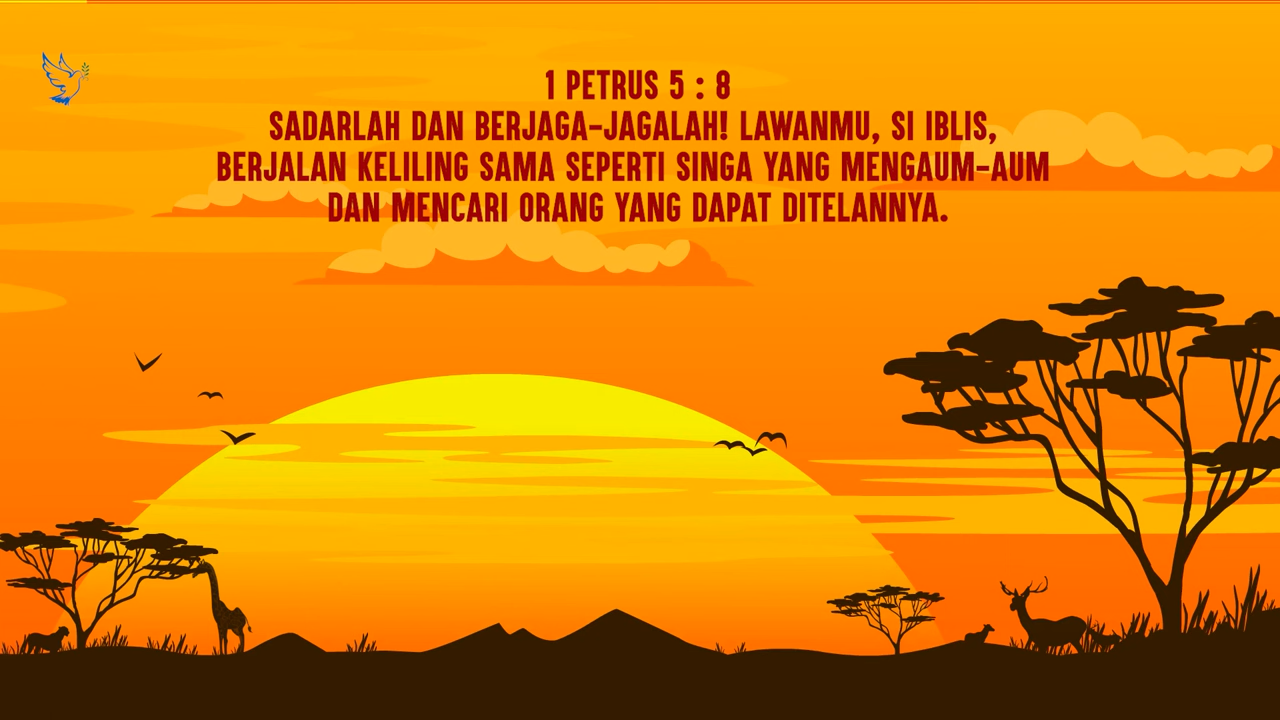 1 PETRUS 5 : 8
SADARLAH DAN BERJAGA-JAGALAH! LAWANMU, SI IBLIS,
BERJALAN KELILING SAMA SEPERTI SINGA YANG MENGAUM-AUM
DAN MENCARI ORANG YANG DAPAT DITELANNYA.